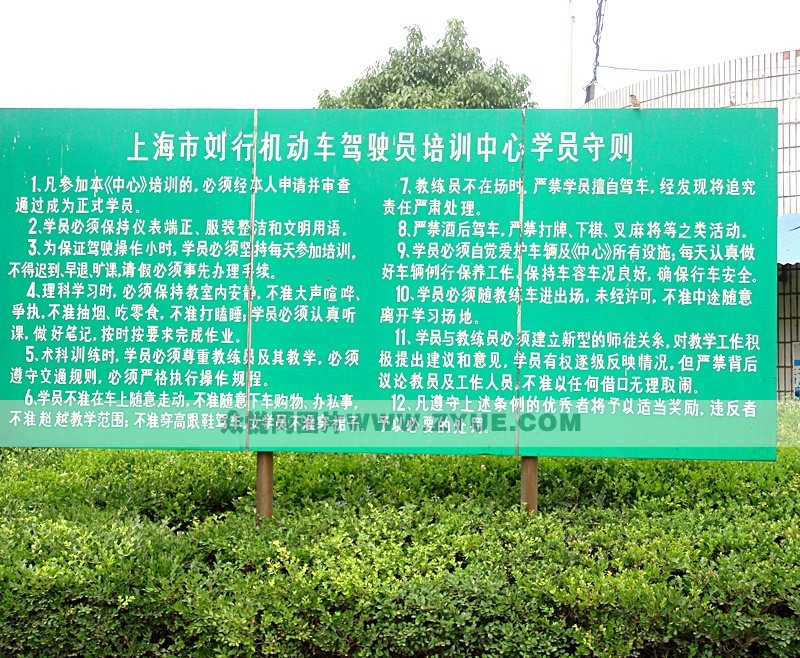 上海市刘行机动车驾驶员培训中心学员守则
1.凡参加本《中心》培训的,必须经本人申请并审查
通过成为正式学员。
2.学员必须保持仪表端正、服装整洁和文明用语。
3.为保证驾驶操作小时,学员必须坚持每天参加培训,
不得迟到、早退、旷课,请假必须事先办理手续。
4.理科学习时,必须保持教室内安静,不准大声喧哗、
争执,不准抽烟、吃零食,不准打瞌睡;学员必须认真听
课,做好笔记,按时按要求完成作业。
5.术科训练时,学员必须尊重教练员及其教学,必须
遵守交通规则,必须严格执行操作规程。
6.学员不准在车上随意走动,不准随意下车购物、办私事,
不准超越教学范围;不准穿高跟鞋驾车,女学员不准穿裙子
7.教练员不在场时,严禁学员擅自驾车,经发现将追究
责任严肃处理。
8.严禁酒后驾车,严禁打牌、下棋、叉麻将等之类活动。
9.学员必须自觉爱护车辆及《中心》所有设施,每天认真做
好车辆例行保养工作,保持车容车况良好,确保行车安全。
10、学员必须随教练车进出场,未经许可,不准中途随意
离开学习场地。
11、学员与教练员必须建立新型的师徒关系,对教学工作积
极提出建议和意见,学员有权逐级反映情况,但严禁背后
议论教员及工作人员,不准以任何借口无理取闹。
12、凡遵守上述条例的优秀者将予以适当奖励,违反者
予以必要的处罚。
众悦网图片WWW.ZYUE.COM